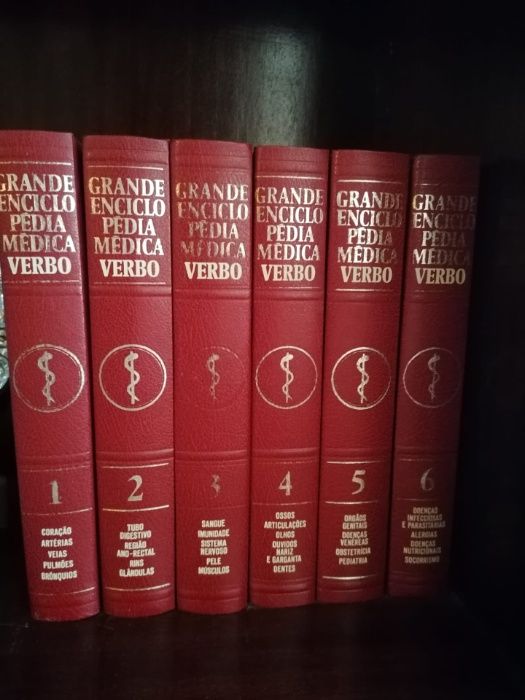 GRANDE
ENCICLO
PÉDIA
MÉDICA
VERBO
1
CORAÇÃO
ARTÉRIAS
VEIAS
PULMÕES
BRÔNQUIOS
GRANDE
ENCICLO
PÉDIA
MÉDICA
VERBO
2
TUBO
DIGESTIVO
REGIÃO
ANO-RECTAL
RINS
GLÂNDULAS
GRANDE
ENCICLO
PÉDIA
MÉDICA
VERBO
3
SANGUE
IMUNIDADE
SISTEMA
NERVOSO
PELE
MÚSCULOS
GRANDE
ENCICLO
PÉDIA
MÉDICA
VERBO
4
OSSOS
ARTICULAÇÕES
OLHOS
OUVIDOS
NARIZ
E GARGANTA
DENTES
GRANDE
ENCICLO
PÉDIA
MÉDICA
VERBO
5
ORGÃOS
GENITAIS
DOENÇAS
VENÉREAS
OBSTETRÍCIA
PEDIATRIA
GRANDE
ENCICLO
PÉDIA
MÉDICA
VERBO
6
DOENÇAS
INFECCIOSAS
E PARASITÁRIAS
ALERGIAS
DOENÇAS
NUTRICIONAIS
SOCORRISMO